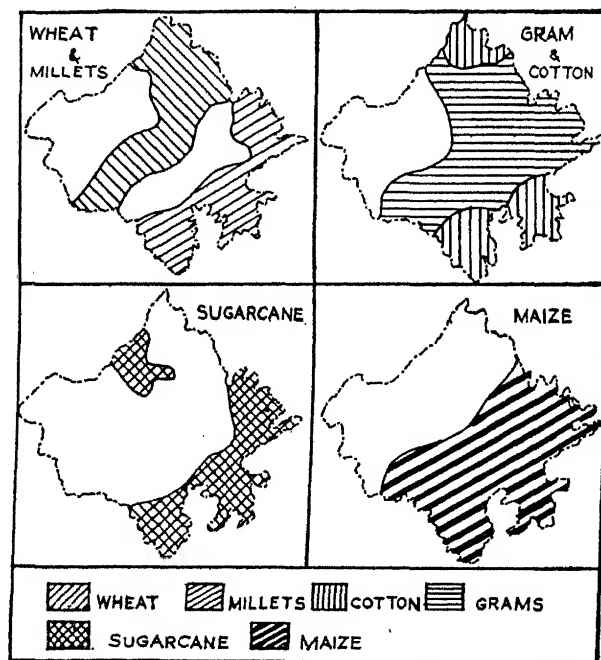 WHEAT
&
MILLETS
GRAM
&
COTTON
SUGARCANE
MAIZE
WHEAT MILLETS COTTON GRAMS
SUGARCANE MAIZE